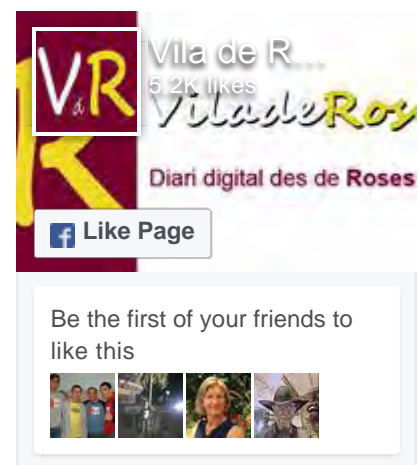 Vila de R...
5.2K likes
VdR
ViladeRos
Diari digital des de Roses
Like Page
Be the first of your friends to
like this